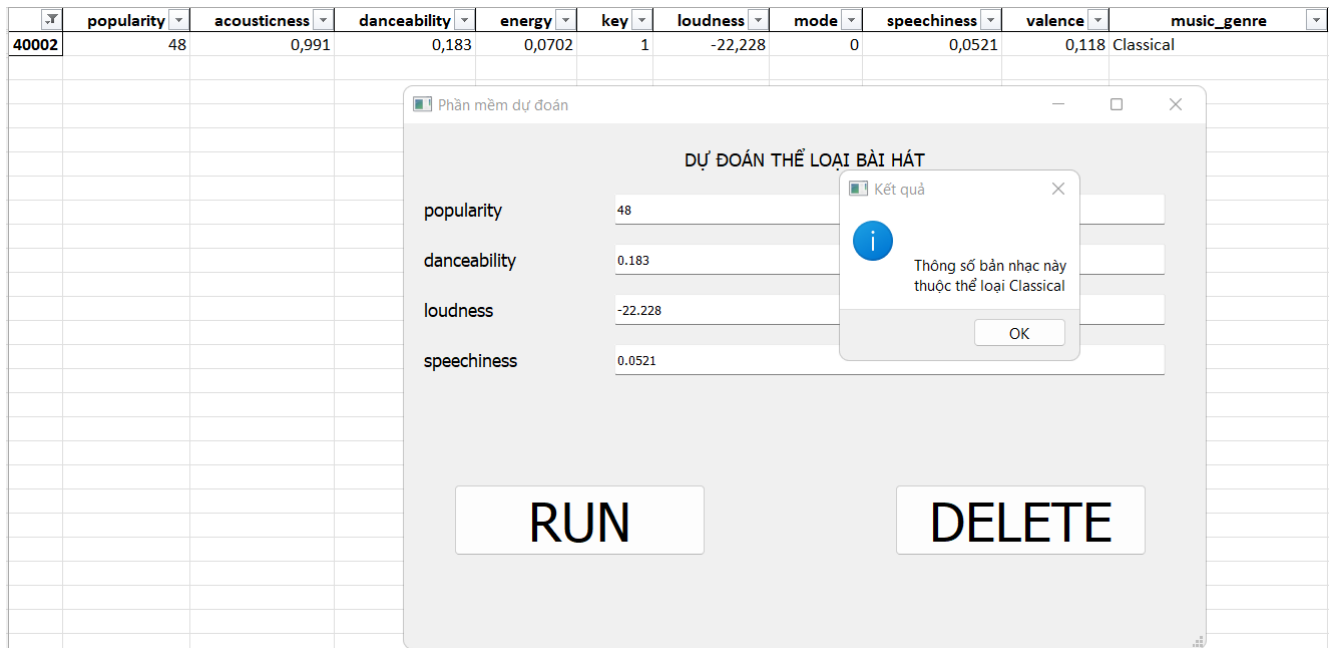 popularity acousticness danceability energy key loudness mode speechiness valence music_genre
40002 48 0,991 0,183 0,0702 1 -22,228 0 0,0521 0,118 Classical
Phần mềm dự đoán
DỰ ĐOÁN THỂ LOẠI BÀI HÁT
Kết quả
popularity 48
danceability 0.183
Thông số bản nhạc này
thuộc thể loại Classical
loudness -22.228
OK
speechiness 0.0521
RUN DELETE